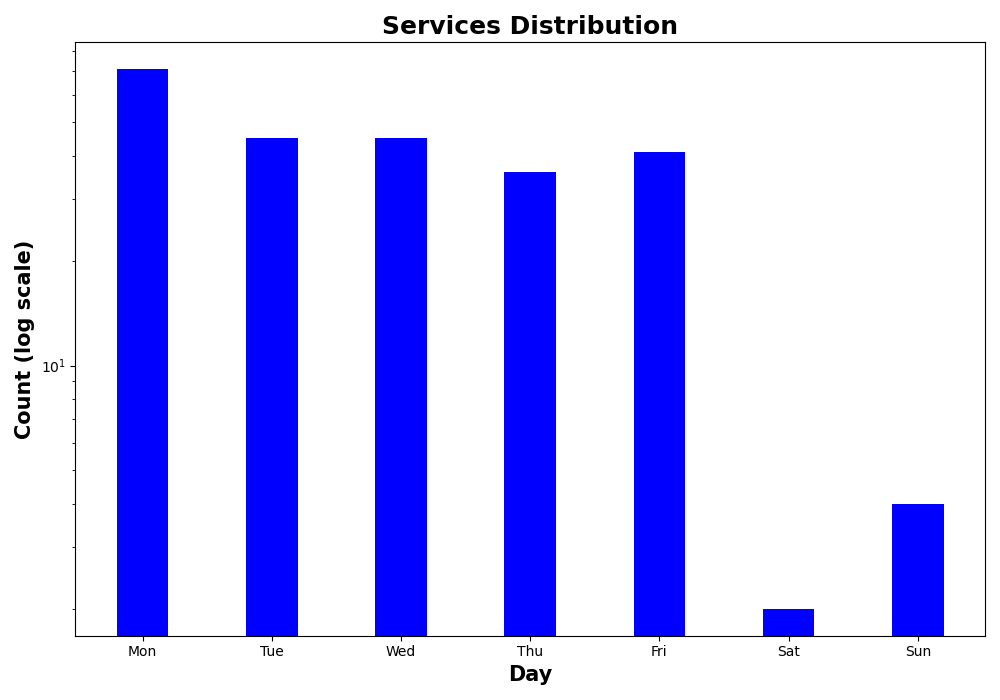 Services Distribution
Count (log scale)
10¹
Mon Tue Wed Thu Fri Sat Sun
Day